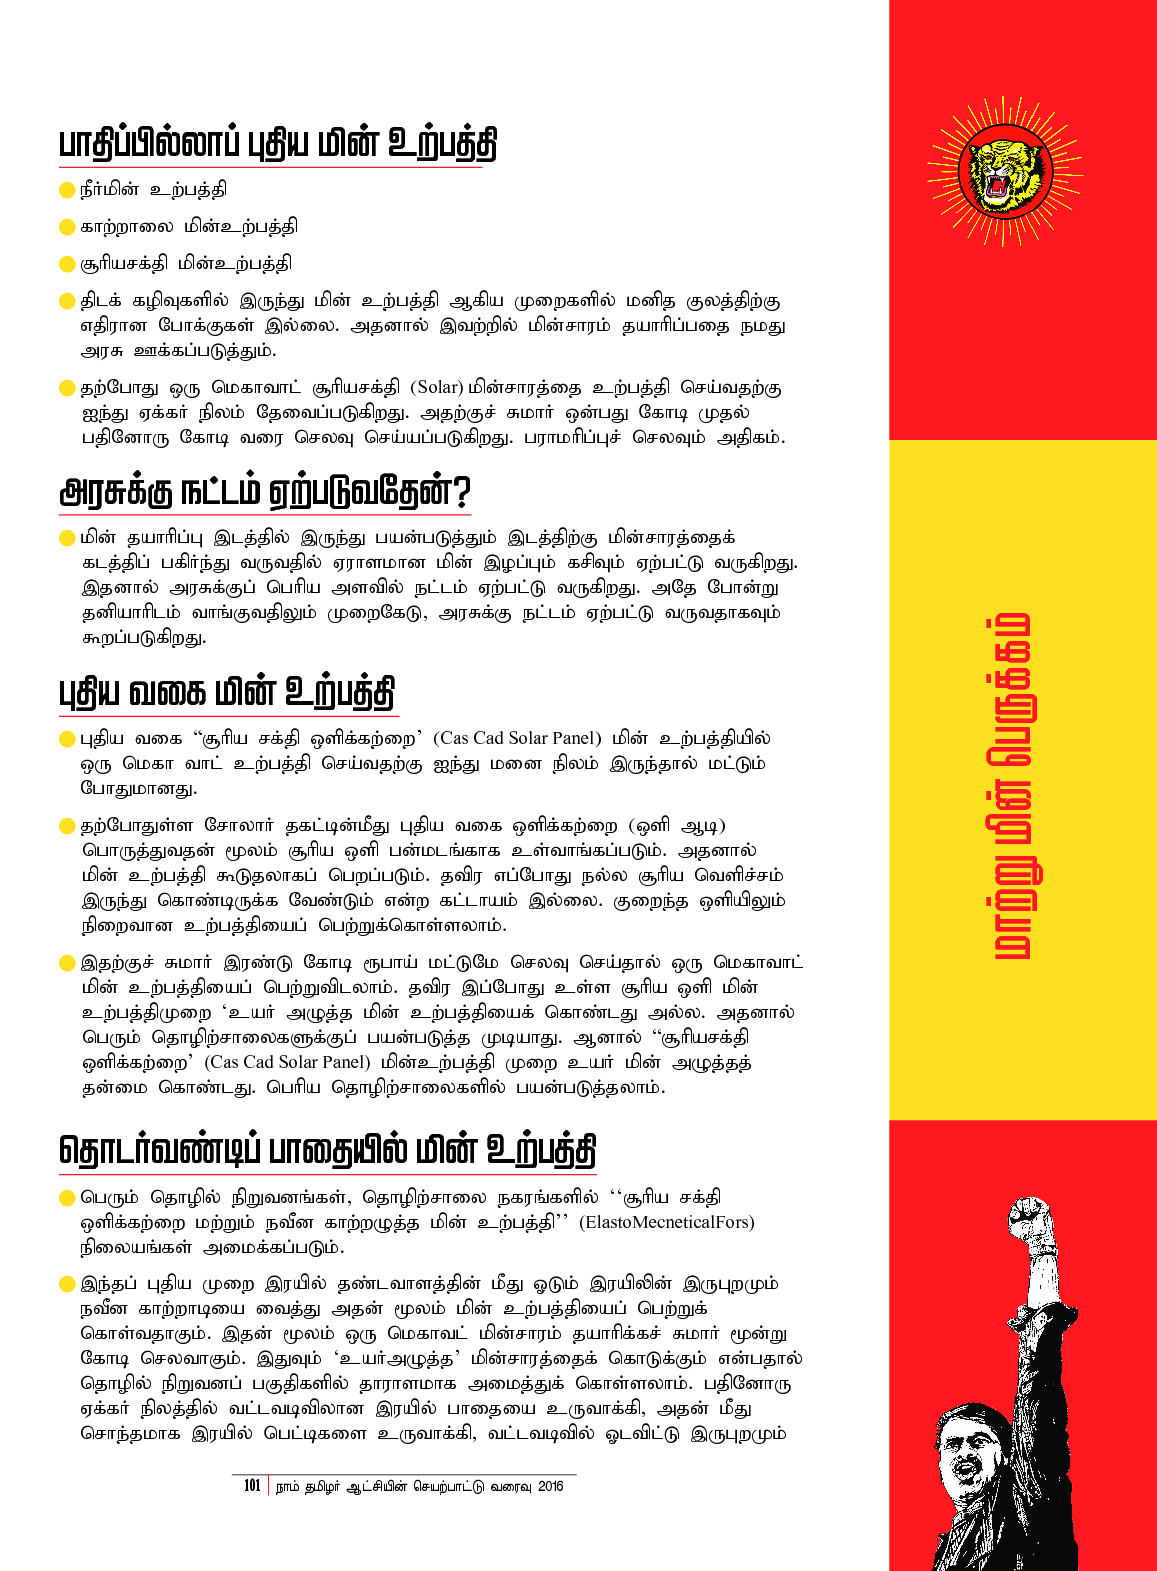 பாதிப்பில்லாப் புதிய மின் உற்பத்தி
நீர்மின் உற்பத்தி
காற்றாலை மின்உற்பத்தி
சூரியசக்தி மின்உற்பத்தி
திடக் கழிவுகளில் இருந்து மின் உற்பத்தி ஆகிய முறைகளில் மனித குலத்திற்கு
எதிரான போக்குகள் இல்லை. அதனால் இவற்றில் மின்சாரம் தயாரிப்பதை நமது
அரசு ஊக்கப்படுத்தும்.
தற்போது ஒரு மெகாவாட் சூரியசக்தி (Solar) மின்சாரத்தை உற்பத்தி செய்வதற்கு
ஐந்து ஏக்கர் நிலம் தேவைப்படுகிறது. அதற்குச் சுமார் ஒன்பது கோடி முதல்
பதினோரு கோடி வரை செலவு செய்யப்படுகிறது. பராமரிப்புச் செலவும் அதிகம்.
அரசுக்கு நட்டம் ஏற்படுவதேன்?
மின் தயாரிப்பு இடத்தில் இருந்து பயன்படுத்தும் இடத்திற்கு மின்சாரத்தைக்
கடத்திப் பகிர்ந்து வருவதில் ஏராளமான மின் இழப்பும் கசிவும் ஏற்பட்டு வருகிறது.
இதனால் அரசுக்குப் பெரிய அளவில் நட்டம் ஏற்பட்டு வருகிறது. அதே போன்று
தனியாரிடம் வாங்குவதிலும் முறைகேடு, அரசுக்கு நட்டம் ஏற்பட்டு வருவதாகவும்
கூறப்படுகிறது.
புதிய வகை மின் உற்பத்தி
புதிய வகை “சூரிய சக்தி ஒளிக்கற்றை’ (Cas Cad Solar Panel) மின் உற்பத்தியில்
ஒரு மெகா வாட் உற்பத்தி செய்வதற்கு ஐந்து மனை நிலம் இருந்தால் மட்டும்
போதுமானது.
தற்போதுள்ள சோலார் தகட்டின்மீது புதிய வகை ஒளிக்கற்றை (ஒளி ஆடி)
பொருத்துவதன் மூலம் சூரிய ஒளி பன்மடங்காக உள்வாங்கப்படும். அதனால்
மின் உற்பத்தி கூடுதலாகப் பெறப்படும். தவிர எப்போது நல்ல சூரிய வெளிச்சம்
இருந்து கொண்டிருக்க வேண்டும் என்ற கட்டாயம் இல்லை. குறைந்த ஒளியிலும்
நிறைவான உற்பத்தியைப் பெற்றுக்கொள்ளலாம்.
இதற்குச் சுமார் இரண்டு கோடி ரூபாய் மட்டுமே செலவு செய்தால் ஒரு மெகாவாட்
மின் உற்பத்தியைப் பெற்றுவிடலாம். தவிர இப்போது உள்ள சூரிய ஒளி மின்
உற்பத்திமுறை ‘உயர் அழுத்த மின் உற்பத்தியைக் கொண்டது அல்ல. அதனால்
பெரும் தொழிற்சாலைகளுக்குப் பயன்படுத்த முடியாது. ஆனால் “சூரியசக்தி
ஒளிக்கற்றை’ (Cas Cad Solar Panel) மின்உற்பத்தி முறை உயர் மின் அழுத்தத்
தன்மை கொண்டது. பெரிய தொழிற்சாலைகளில் பயன்படுத்தலாம்.
தொடர்வண்டிப் பாதையில் மின் உற்பத்தி
பெரும் தொழில் நிறுவனங்கள், தொழிற்சாலை நகரங்களில் ‘‘சூரிய சக்தி
ஒளிக்கற்றை மற்றும் நவீன காற்றழுத்த மின் உற்பத்தி’’ (ElastoMecneticalFors)
நிலையங்கள் அமைக்கப்படும்.
இந்தப் புதிய முறை இரயில் தண்டவாளத்தின் மீது ஓடும் இரயிலின் இருபுறமும்
நவீன காற்றாடியை வைத்து அதன் மூலம் மின் உற்பத்தியைப் பெற்றுக்
கொள்வதாகும். இதன் மூலம் ஒரு மெகாவட் மின்சாரம் தயாரிக்கச் சுமார் மூன்று
கோடி செலவாகும். இதுவும் ‘உயர்அழுத்த’ மின்சாரத்தைக் கொடுக்கும் என்பதால்
தொழில் நிறுவனப் பகுதிகளில் தாராளமாக அமைத்துக் கொள்ளலாம். பதினோரு
ஏக்கர் நிலத்தில் வட்டவடிவிலான இரயில் பாதையை உருவாக்கி, அதன் மீது
சொந்தமாக இரயில் பெட்டிகளை உருவாக்கி, வட்டவடிவில் ஓடவிட்டு இருபுறமும்
101 நாம் தமிழர் ஆட்சியின் செயற்பாட்டு வரைவு 2016
மாற்று மின் பெருக்கம்